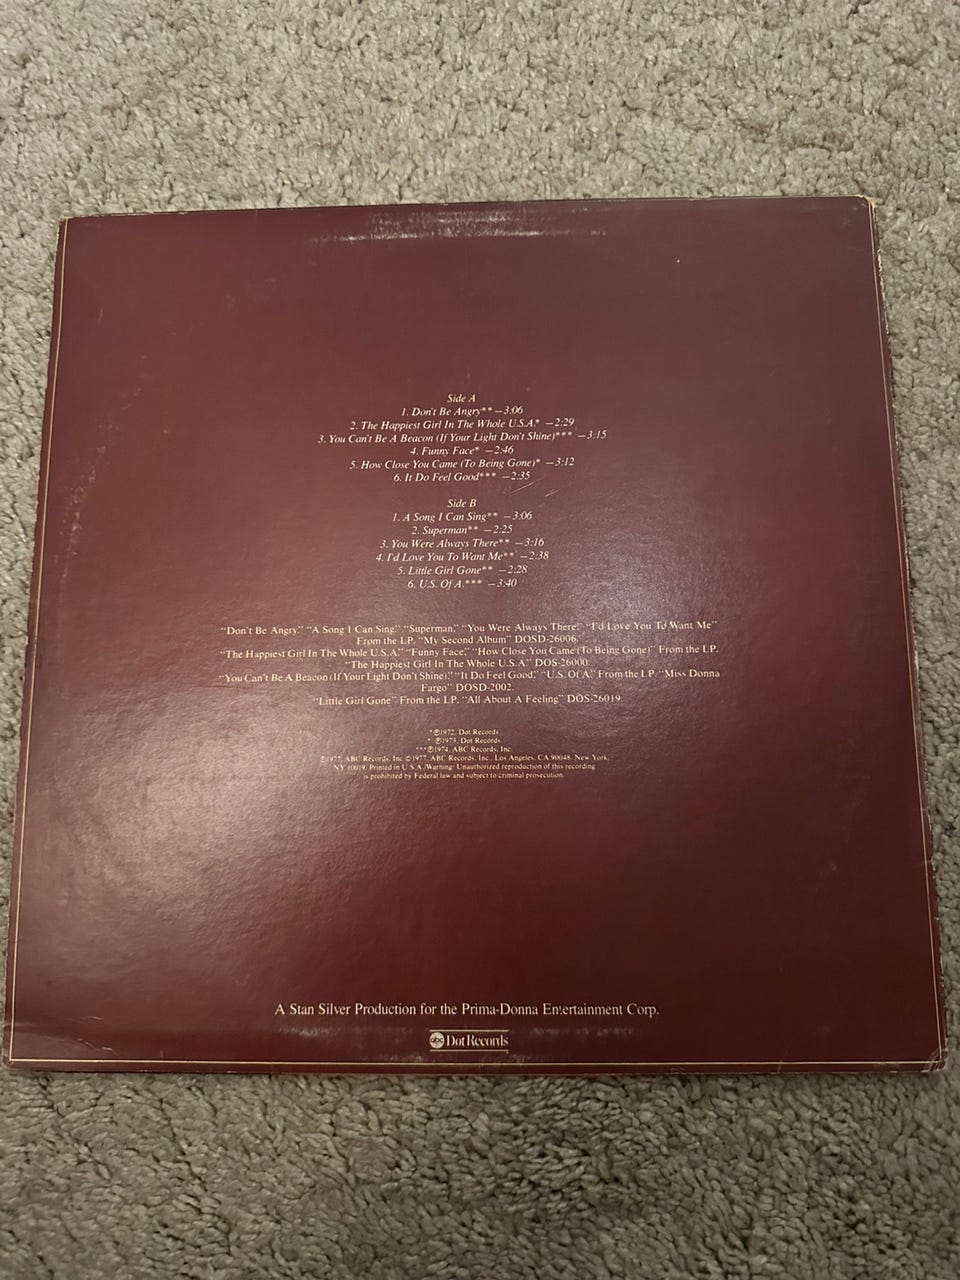 Side A
1. Don't Be Angry** —3:06
2. The Happiest Girl In The Whole U.S.A.* —2:29
3. You Can't Be A Beacon (If Your Light Don't Shine)*** —3:15
4. Funny Face* —2:46
5. How Close You Came (To Being Gone)* —3:12
6. It Do Feel Good*** —2:35
Side B
1. A Song I Can Sing** —3:06
2. Superman** —2:25
3. You Were Always There** —3:16
4. I'd Love You To Want Me** —2:38
5. Little Girl Gone** —2:28
6. U.S. Of A.*** —3:40
"Don't Be Angry," "A Song I Can Sing," "Superman," "You Were Always There," "I'd Love You To Want Me"
From the LP. "My Second Album" DOSD-26006.
"The Happiest Girl In The Whole U.S.A." "Funny Face," "How Close You Came (To Being Gone)" From the LP.
"The Happiest Girl In The Whole U.S.A." DOS-26000.
"You Can't Be A Beacon (If Your Light Don't Shine)," "It Do Feel Good," "U.S. Of A." From the LP. "Miss Donna
Fargo" DOSD-2002.
"Little Girl Gone" From the LP. "All About A Feeling" DOS-26019.
*℗1972, Dot Records
**℗1973, Dot Records
***℗1974, ABC Records, Inc.
℗1977, ABC Records, Inc ©1977, ABC Records, Inc., Los Angeles, CA 90048. New York,
NY 10019. Printed in U.S.A. Warning: Unauthorized reproduction of this recording
is prohibited by Federal law and subject to criminal prosecution.
A Stan Silver Production for the Prima-Donna Entertainment Corp.
abc Dot Records